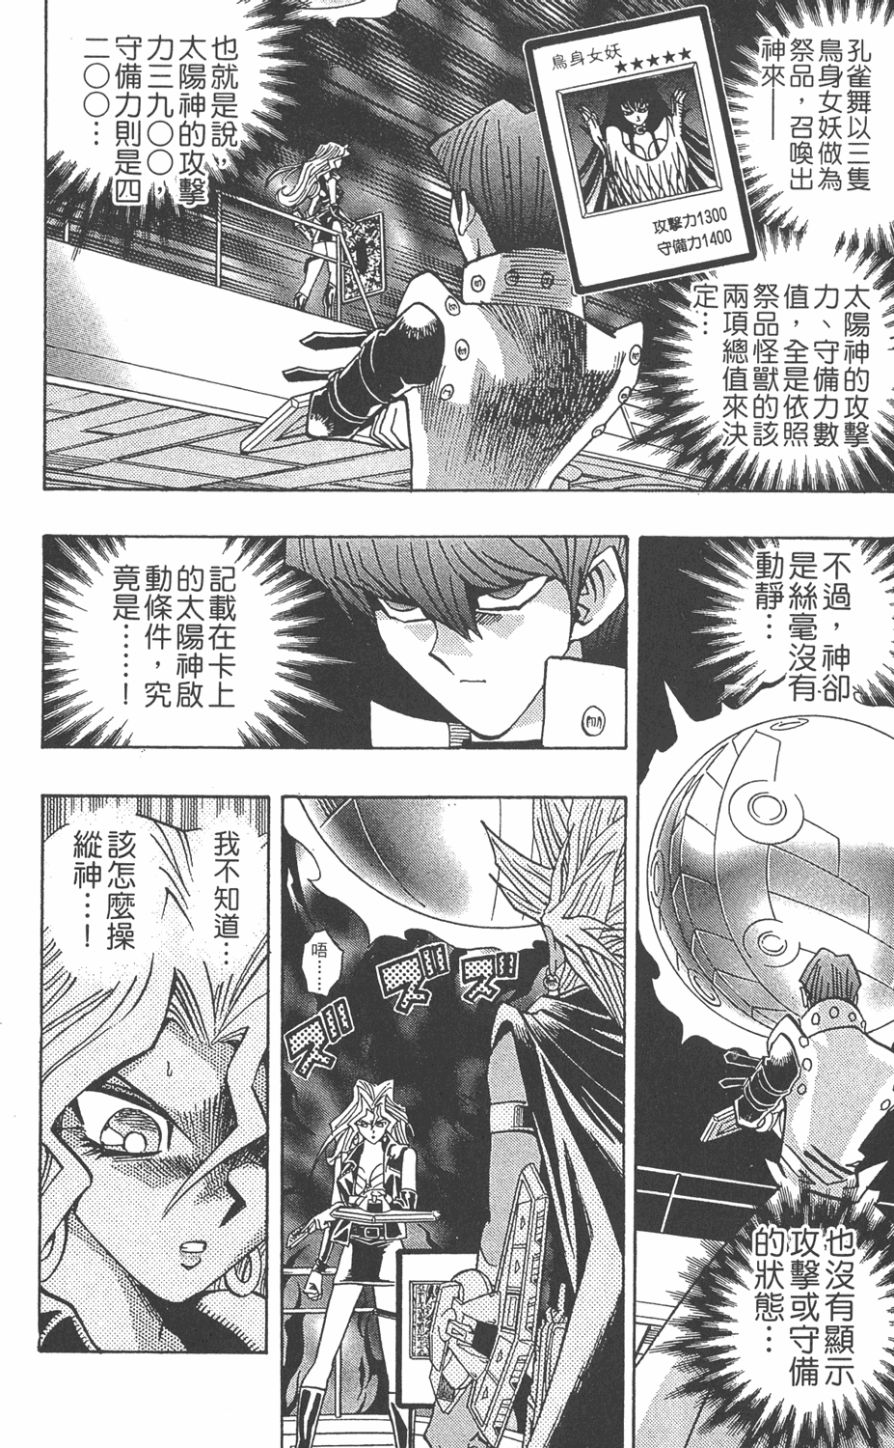 孔雀舞以三隻
鳥身女妖做為
祭品，召喚出
神來——
鳥身女妖
★★★★★
攻擊力1300
守備力1400
太陽神的攻擊
力、守備力數
值，全是依照
祭品怪獸的該
兩項總值來決
定…
也就是說，
太陽神的攻擊
力三九〇〇，
守備力則是四
二〇〇…
不過，神卻
是絲毫沒有
動靜…
也沒有顯示
攻擊或守備
的狀態…
記載在卡上
的太陽神啟
動條件，究
竟是……！
唔……
ズ
ズ
ズ
我不知道…
該怎麼操
縱神…！